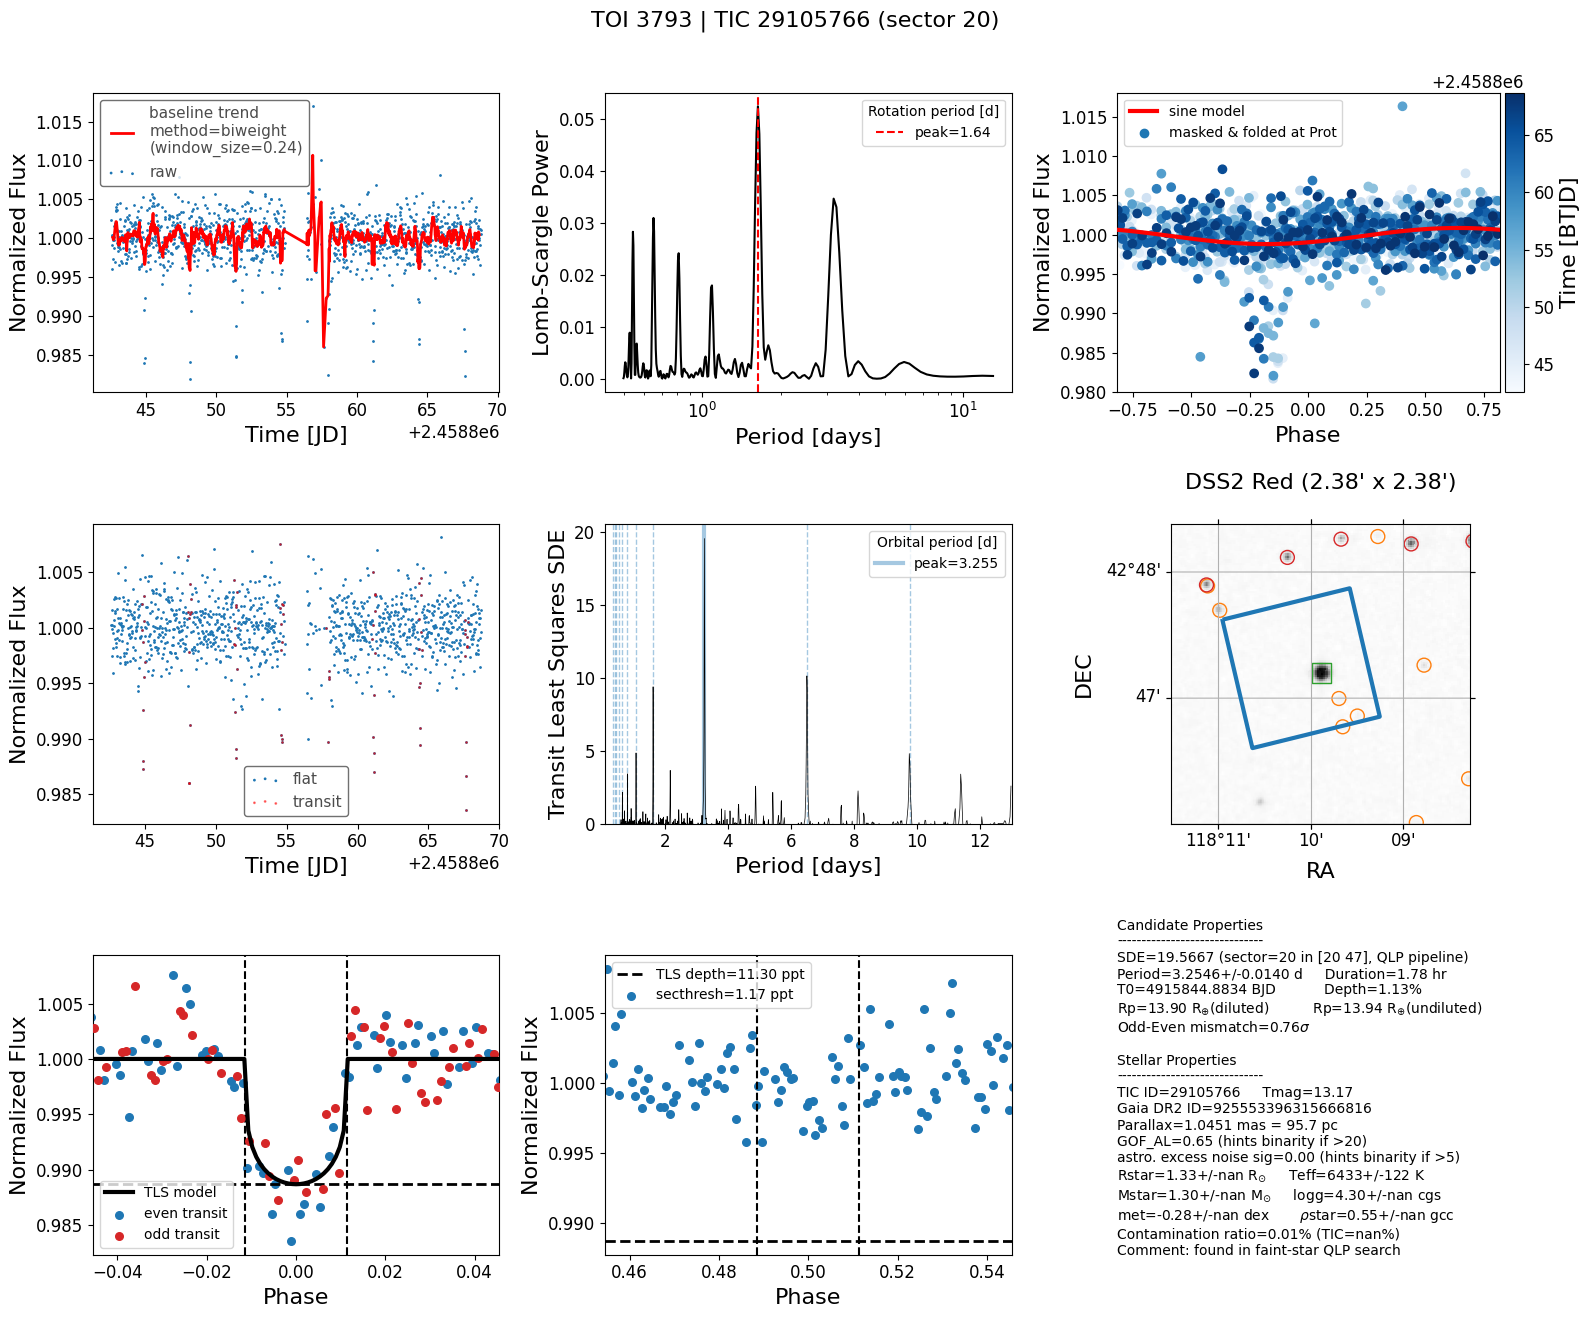 TOI 3793 | TIC 29105766 (sector 20)
Normalized Flux
1.015
1.010
1.005
1.000
0.995
0.990
0.985
baseline trend
method=biweight
(window_size=0.24)
raw
45 50 55 60 65 70
+2.4588e6
Time [JD]
Lomb-Scargle Power
0.05
0.04
0.03
0.02
0.01
0.00
Rotation period [d]
peak=1.64
10⁰ 10¹
Period [days]
Normalized Flux
1.015
1.010
1.005
1.000
0.995
0.990
0.985
0.980
sine model
masked & folded at Prot
−0.75 −0.50 −0.25 0.00 0.25 0.50 0.75
Phase
+2.4588e6
65
60
55
50
45
Time [BTJD]
Normalized Flux
1.005
1.000
0.995
0.990
0.985
flat
transit
45 50 55 60 65 70
+2.4588e6
Time [JD]
Transit Least Squares SDE
20
15
10
5
0
Orbital period [d]
peak=3.255
2 4 6 8 10 12
Period [days]
DSS2 Red (2.38' x 2.38')
DEC
42°48'
47'
118°11' 10' 09'
RA
Normalized Flux
1.005
1.000
0.995
0.990
0.985
TLS model
even transit
odd transit
−0.04 −0.02 0.00 0.02 0.04
Phase
Normalized Flux
1.005
1.000
0.995
0.990
TLS depth=11.30 ppt
secthresh=1.17 ppt
0.46 0.48 0.50 0.52 0.54
Phase
Candidate Properties
------------------------------
SDE=19.5667 (sector=20 in [20 47], QLP pipeline)
Period=3.2546+/-0.0140 d Duration=1.78 hr
T0=4915844.8834 BJD Depth=1.13%
Rp=13.90 R⊕(diluted) Rp=13.94 R⊕(undiluted)
Odd-Even mismatch=0.76σ
Stellar Properties
------------------------------
TIC ID=29105766 Tmag=13.17
Gaia DR2 ID=925553396315666816
Parallax=1.0451 mas = 95.7 pc
GOF_AL=0.65 (hints binarity if >20)
astro. excess noise sig=0.00 (hints binarity if >5)
Rstar=1.33+/-nan R⊙ Teff=6433+/-122 K
Mstar=1.30+/-nan M⊙ logg=4.30+/-nan cgs
met=-0.28+/-nan dex ρstar=0.55+/-nan gcc
Contamination ratio=0.01% (TIC=nan%)
Comment: found in faint-star QLP search